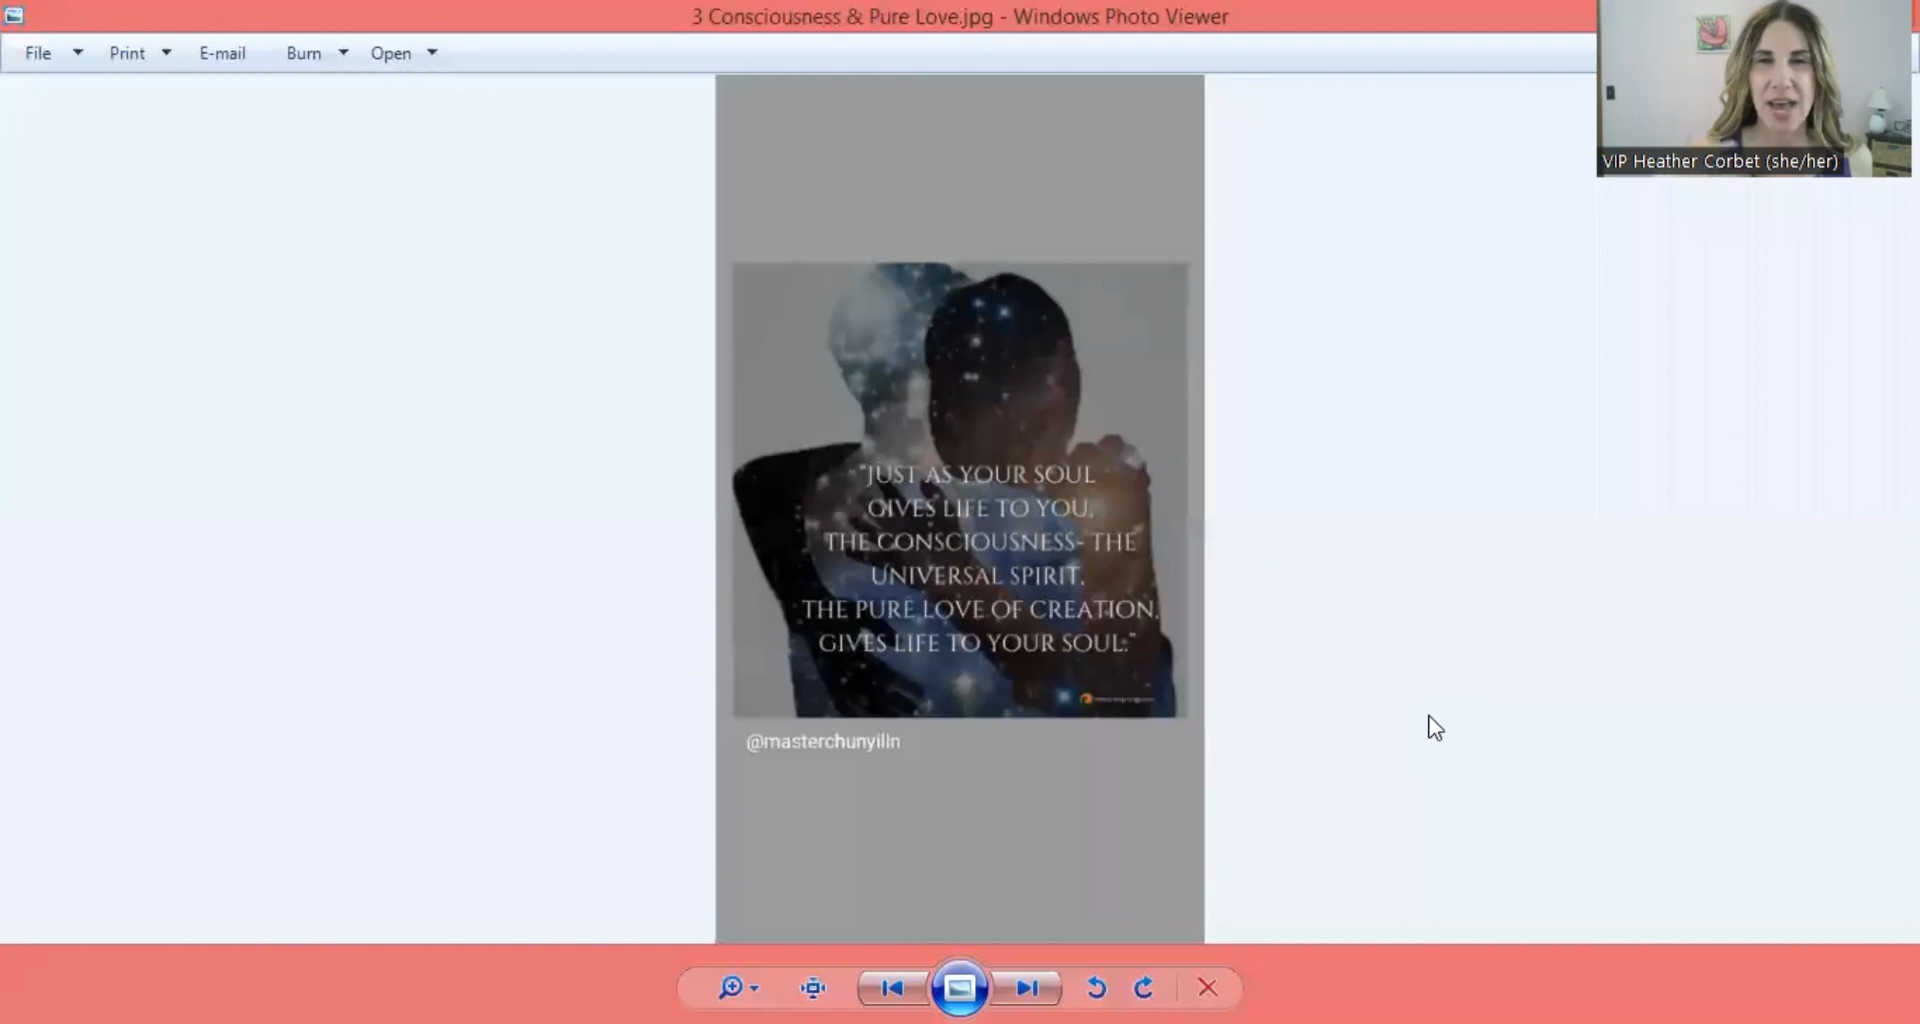 3 Consciousness & Pure Love.jpg - Windows Photo Viewer
File Print E-mail Burn Open
VIP Heather Corbet (she/her)
"JUST AS YOUR SOUL
GIVES LIFE TO YOU,
THE CONSCIOUSNESS- THE
UNIVERSAL SPIRIT,
THE PURE LOVE OF CREATION,
GIVES LIFE TO YOUR SOUL."
@masterchunyilin